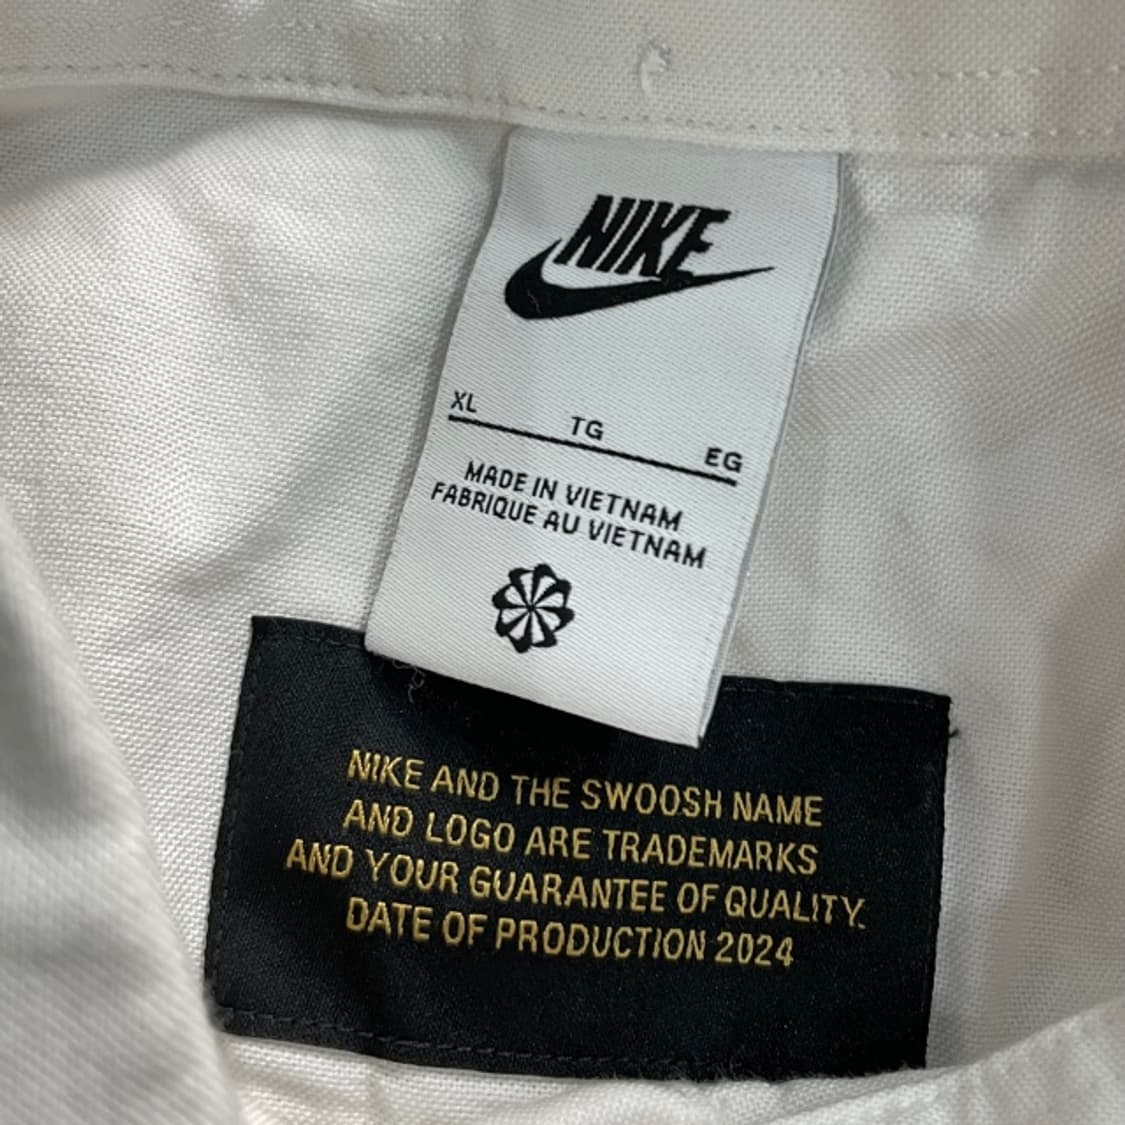 NIKE
XL TG EG
MADE IN VIETNAM
FABRIQUE AU VIETNAM
NIKE AND THE SWOOSH NAME
AND LOGO ARE TRADEMARKS
AND YOUR GUARANTEE OF QUALITY.
DATE OF PRODUCTION 2024